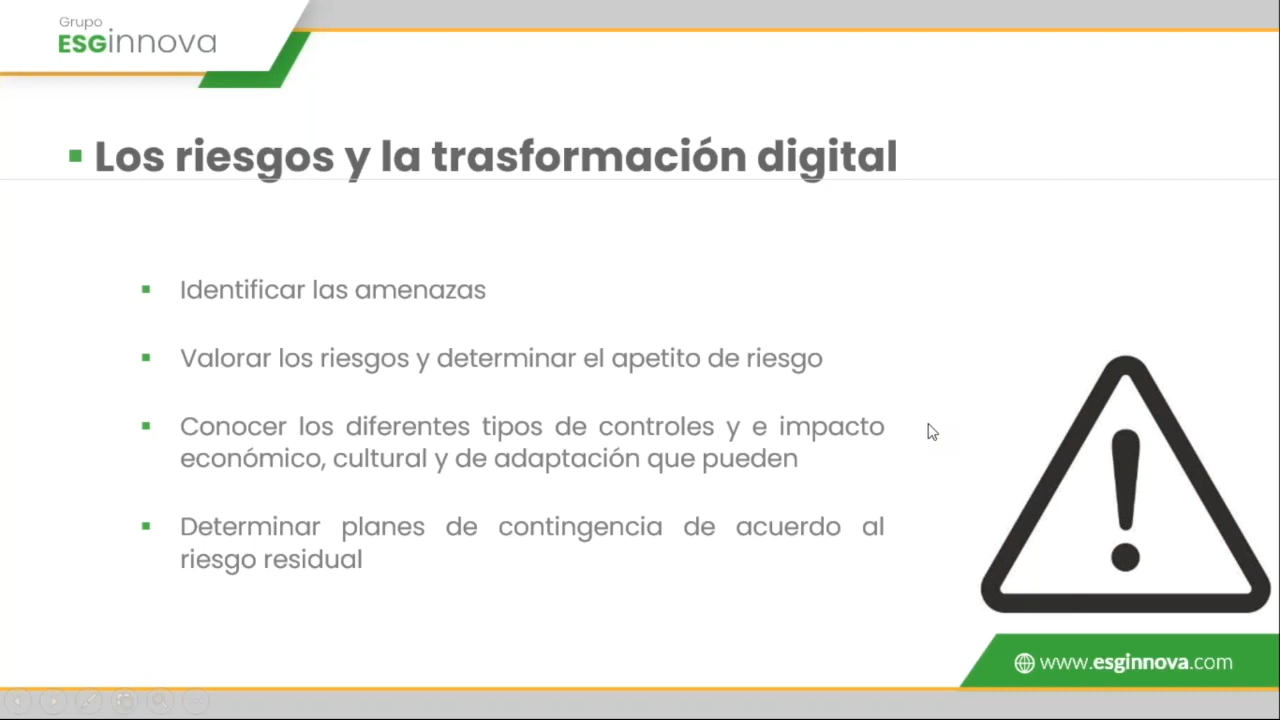 Grupo
ESGinnova
Los riesgos y la trasformación digital
Identificar las amenazas
Valorar los riesgos y determinar el apetito de riesgo
Conocer los diferentes tipos de controles y e impacto
económico, cultural y de adaptación que pueden
Determinar planes de contingencia de acuerdo al
riesgo residual
www.esginnova.com